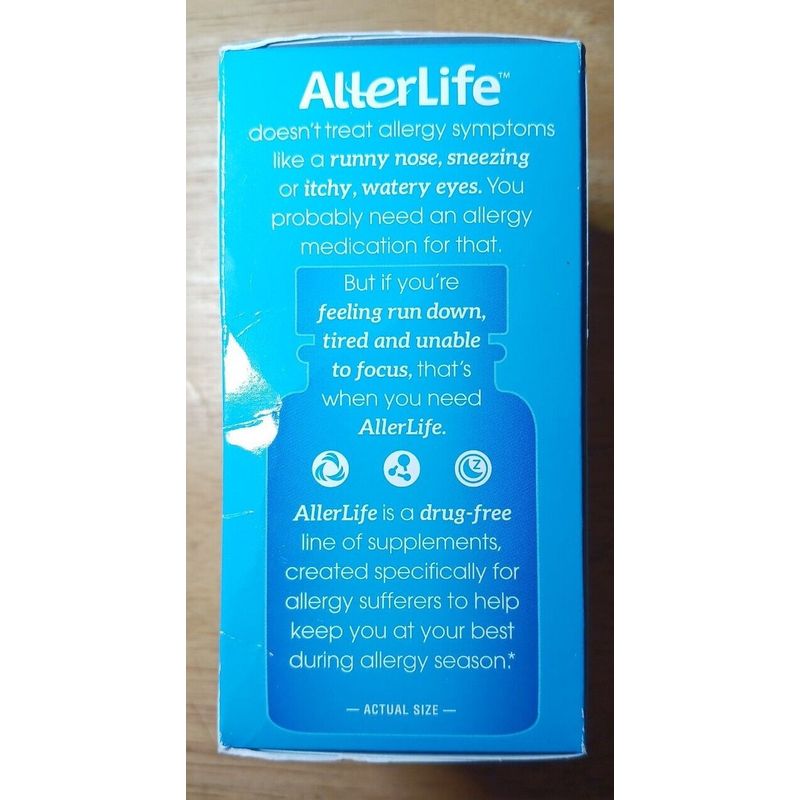 AllerLife™
doesn't treat allergy symptoms
like a runny nose, sneezing
or itchy, watery eyes. You
probably need an allergy
medication for that.
But if you're
feeling run down,
tired and unable
to focus, that's
when you need
AllerLife.
Z
AllerLife is a drug-free
line of supplements,
created specifically for
allergy sufferers to help
keep you at your best
during allergy season.*
— ACTUAL SIZE —